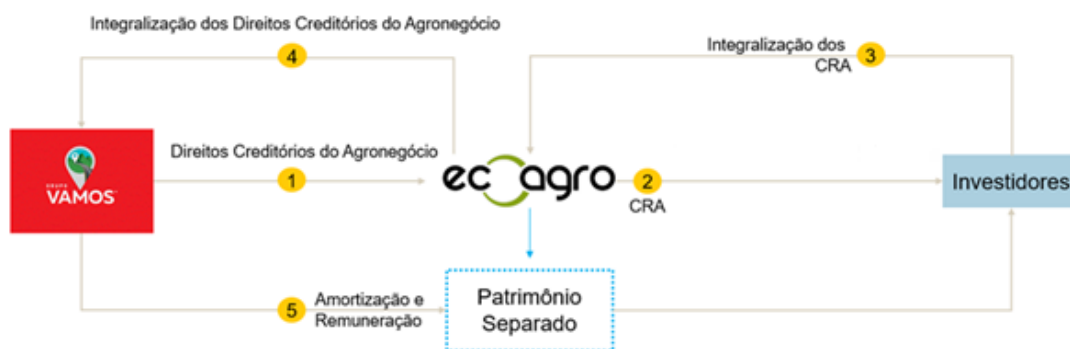 Integralização dos Direitos Creditórios do Agronegócio
4
Integralização dos
CRA
3
GRUPO
VAMOS
Direitos Creditórios do Agronegócio
1
ecoagro
2
CRA
Investidores
5
Amortização e
Remuneração
Patrimônio
Separado